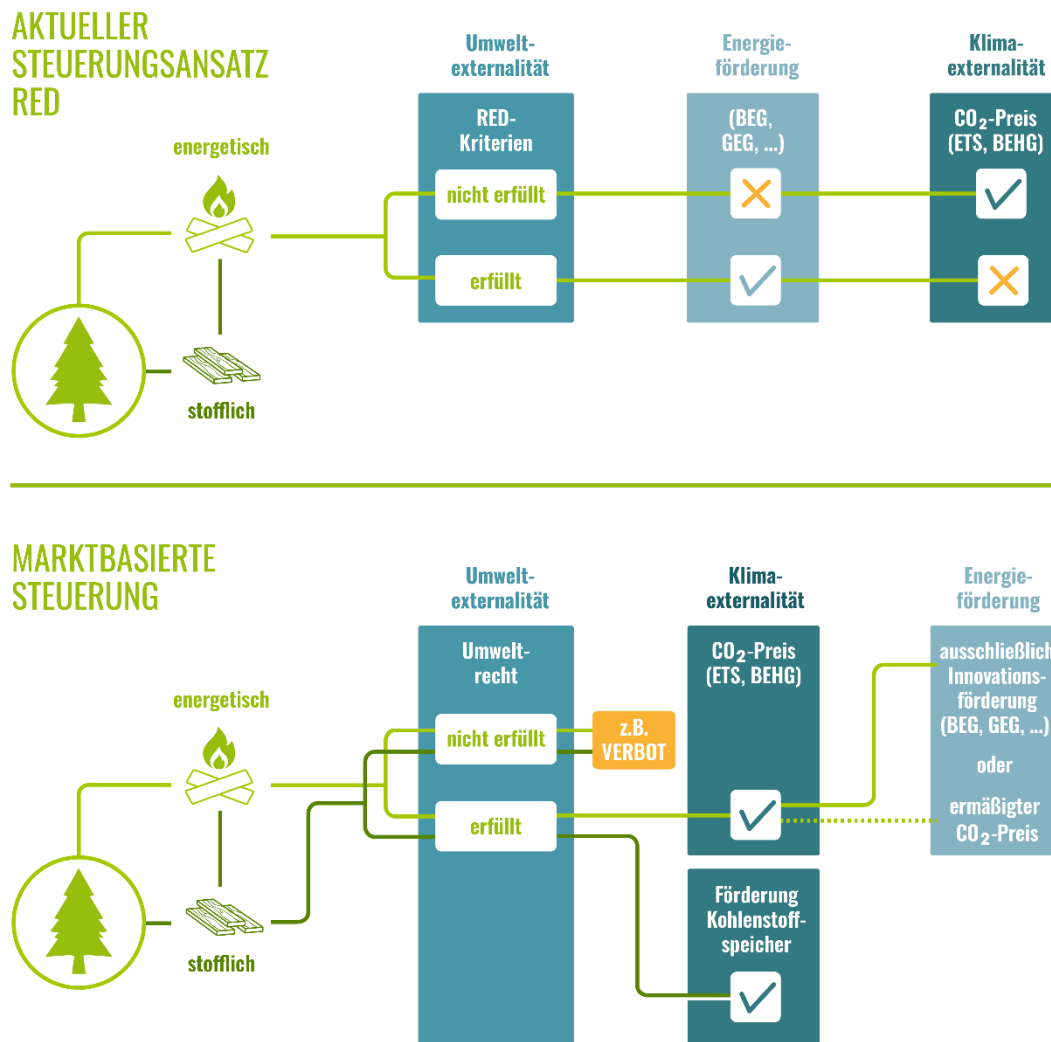 AKTUELLER
STEUERUNGSANSATZ
RED
Umwelt-
externalität
Energie-
förderung
Klima-
externalität
RED-
Kriterien
(BEG,
GEG, ...)
CO₂-Preis
(ETS, BEHG)
energetisch
nicht erfüllt
erfüllt
stofflich
MARKTBASIERTE
STEUERUNG
Umwelt-
externalität
Klima-
externalität
Energie-
förderung
Umwelt-
recht
CO₂-Preis
(ETS, BEHG)
ausschließlich
Innovations-
förderung
(BEG, GEG, ...)
oder
ermäßigter
CO₂-Preis
energetisch
nicht erfüllt
z.B.
VERBOT
erfüllt
Förderung
Kohlenstoff-
speicher
stofflich